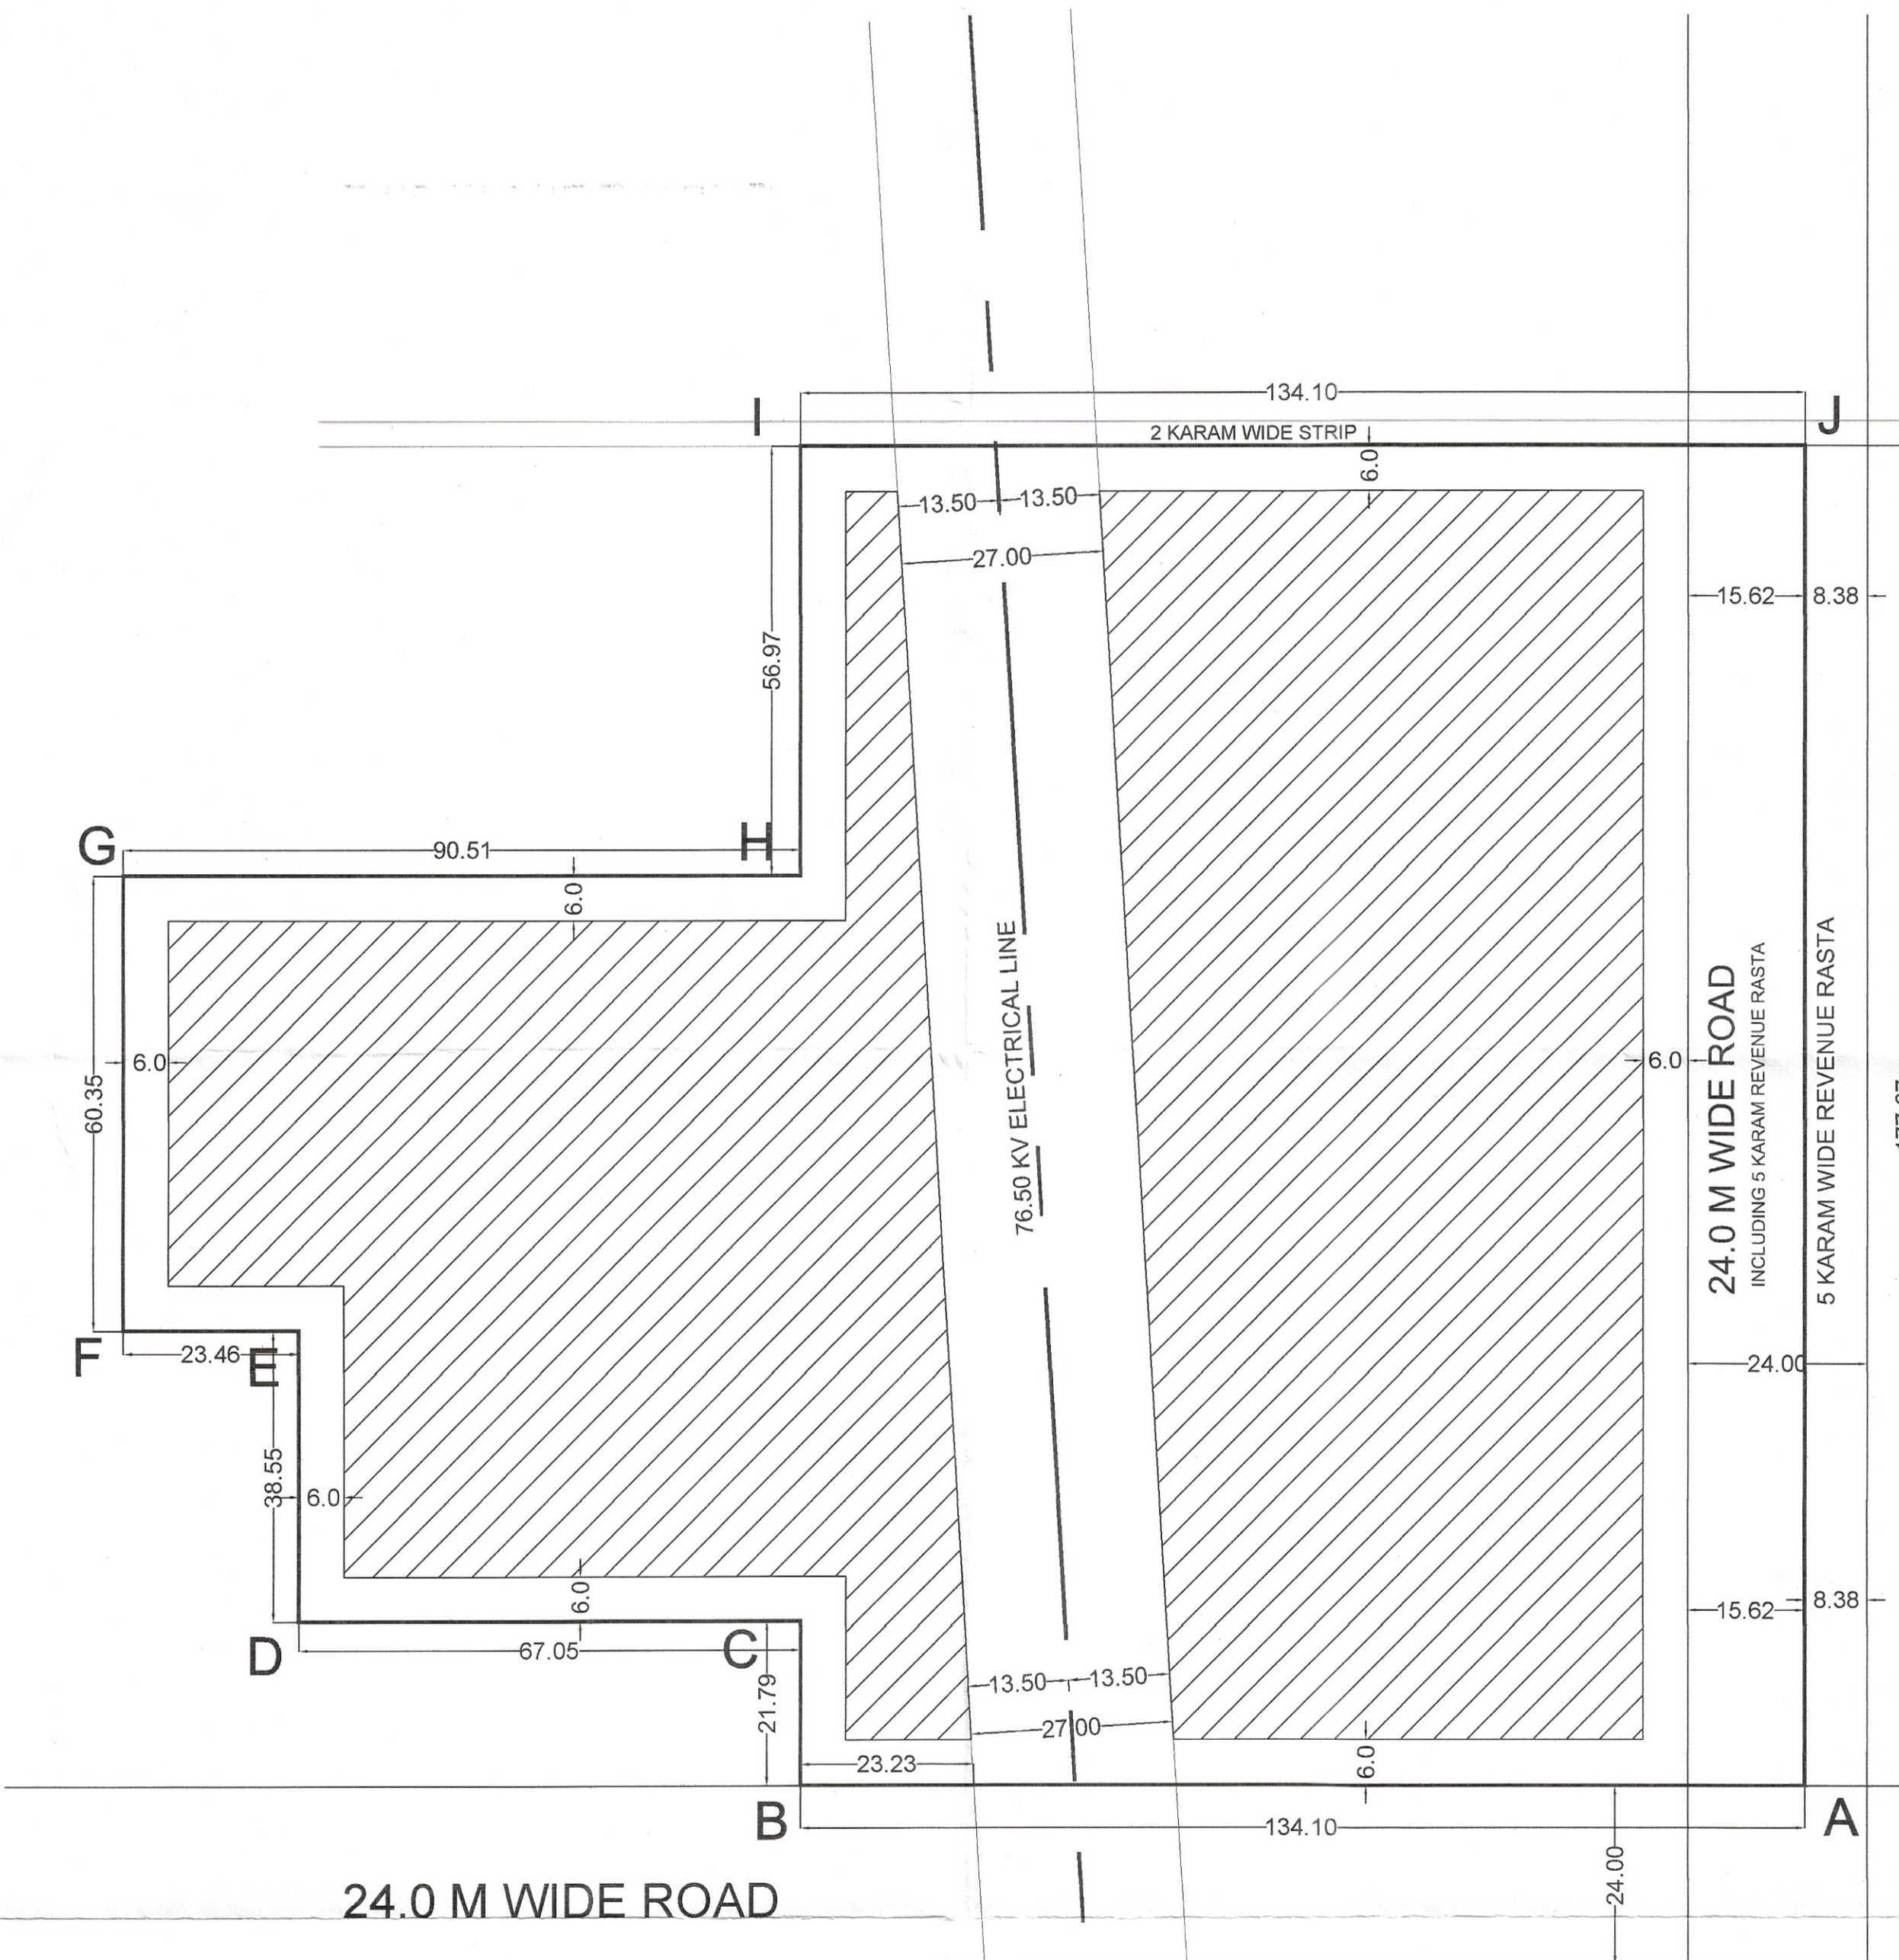 134.10
I
J
2 KARAM WIDE STRIP
6.0
13.50
13.50
27.00
15.62
8.38
56.97
G
90.51
H
6.0
76.50 KV ELECTRICAL LINE
24.0 M WIDE ROAD
INCLUDING 5 KARAM REVENUE RASTA
5 KARAM WIDE REVENUE RASTA
6.0
60.35
6.0
F
23.46
E
24.00
38.55
6.0
6.0
15.62
8.38
D
67.05
C
13.50
13.50
21.79
27.00
23.23
6.0
B
134.10
A
24.00
24.0 M WIDE ROAD